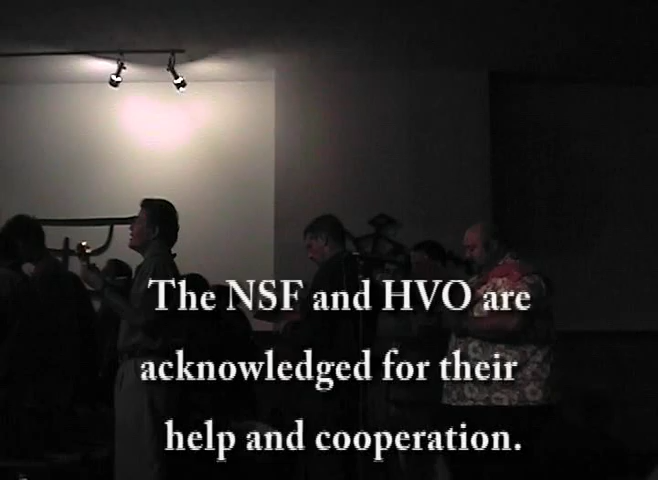 The NSF and HVO are
acknowledged for their
help and cooperation.